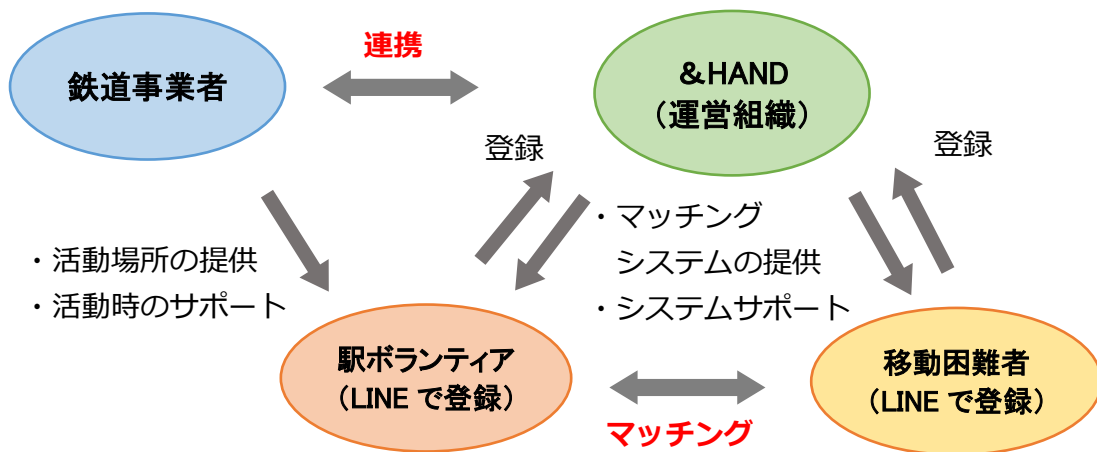 連携
鉄道事業者
&HAND
（運営組織）
登録
登録
・マッチング
システムの提供
・システムサポート
・活動場所の提供
・活動時のサポート
駅ボランティア
（LINE で登録）
移動困難者
（LINE で登録）
マッチング